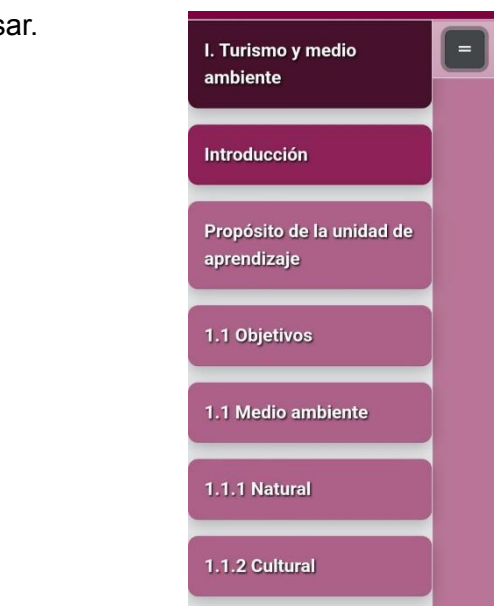 sar.
I. Turismo y medio
ambiente
Introducción
Propósito de la unidad de
aprendizaje
1.1 Objetivos
1.1 Medio ambiente
1.1.1 Natural
1.1.2 Cultural